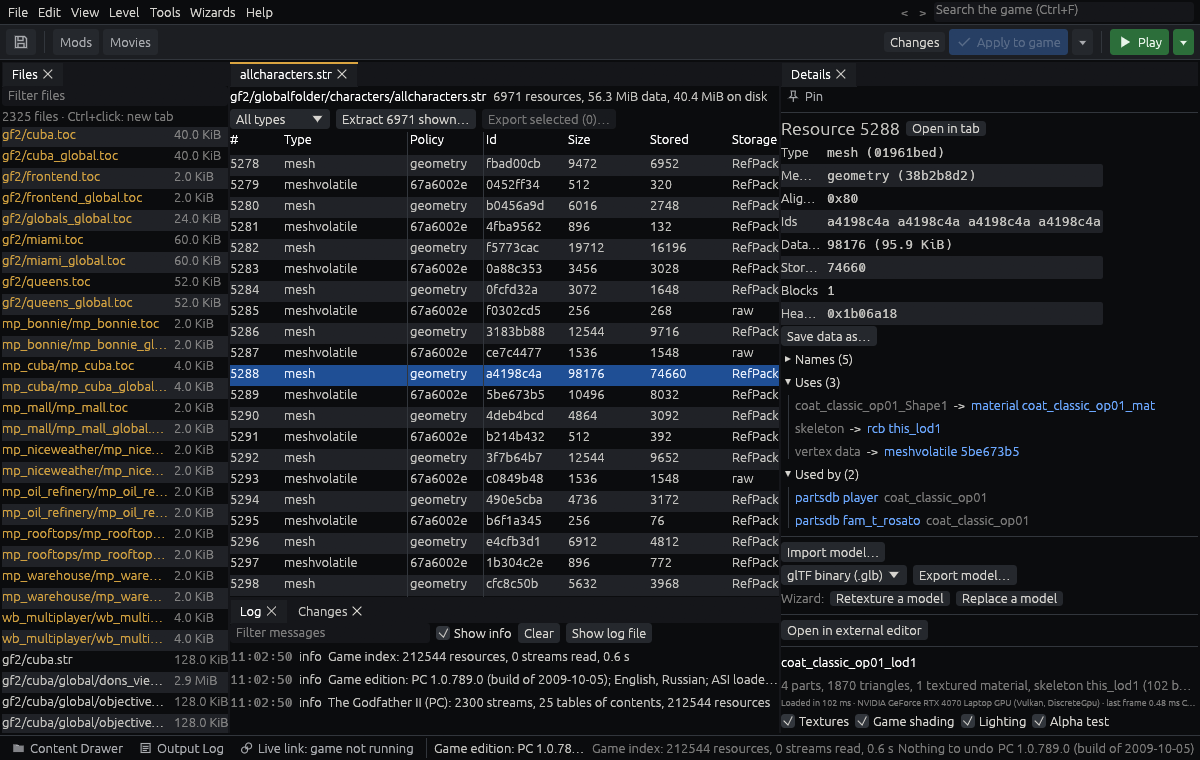 File Edit View Level Tools Wizards Help
< > Search the game (Ctrl+F)
Mods Movies
Changes Apply to game Play
Files
Filter files
2325 files · Ctrl+click: new tab
gf2/cuba.toc 40.0 KiB
gf2/cuba_global.toc 40.0 KiB
gf2/frontend.toc 2.0 KiB
gf2/frontend_global.toc 2.0 KiB
gf2/globals_global.toc 24.0 KiB
gf2/miami.toc 60.0 KiB
gf2/miami_global.toc 60.0 KiB
gf2/queens.toc 52.0 KiB
gf2/queens_global.toc 52.0 KiB
mp_bonnie/mp_bonnie.toc 2.0 KiB
mp_bonnie/mp_bonnie_gl... 2.0 KiB
mp_cuba/mp_cuba.toc 4.0 KiB
mp_cuba/mp_cuba_global... 4.0 KiB
mp_mall/mp_mall.toc 2.0 KiB
mp_mall/mp_mall_global... 2.0 KiB
mp_niceweather/mp_nice... 2.0 KiB
mp_niceweather/mp_nice... 2.0 KiB
mp_oil_refinery/mp_oil_re... 2.0 KiB
mp_oil_refinery/mp_oil_re... 2.0 KiB
mp_rooftops/mp_rooftop... 2.0 KiB
mp_rooftops/mp_rooftop... 2.0 KiB
mp_warehouse/mp_ware... 2.0 KiB
mp_warehouse/mp_ware... 2.0 KiB
wb_multiplayer/wb_multi... 4.0 KiB
wb_multiplayer/wb_multi... 4.0 KiB
gf2/cuba.str 128.0 KiB
gf2/cuba/global/dons_vie... 2.9 MiB
gf2/cuba/global/objective... 128.0 KiB
gf2/cuba/global/objective... 128.0 KiB
allcharacters.str
gf2/globalfolder/characters/allcharacters.str 6971 resources, 56.3 MiB data, 40.4 MiB on disk
All types Extract 6971 shown... Export selected (0)...
# Type Policy Id Size Stored Storage
5278 mesh geometry fbad00cb 9472 6952 RefPack
5279 meshvolatile 67a6002e 0452ff34 512 320 RefPack
5280 mesh geometry b0456a9d 6016 2748 RefPack
5281 meshvolatile 67a6002e 4fba9562 896 132 RefPack
5282 mesh geometry f5773cac 19712 16196 RefPack
5283 meshvolatile 67a6002e 0a88c353 3456 3028 RefPack
5284 mesh geometry 0fcfd32a 3072 1648 RefPack
5285 meshvolatile 67a6002e f0302cd5 256 268 raw
5286 mesh geometry 3183bb88 12544 9716 RefPack
5287 meshvolatile 67a6002e ce7c4477 1536 1548 raw
5288 mesh geometry a4198c4a 98176 74660 RefPack
5289 meshvolatile 67a6002e 5be673b5 10496 8032 RefPack
5290 mesh geometry 4deb4bcd 4864 3092 RefPack
5291 meshvolatile 67a6002e b214b432 512 392 RefPack
5292 mesh geometry 3f7b64b7 12544 9652 RefPack
5293 meshvolatile 67a6002e c0849b48 1536 1548 raw
5294 mesh geometry 490e5cba 4736 3172 RefPack
5295 meshvolatile 67a6002e b6f1a345 256 76 RefPack
5296 mesh geometry e4cfb3d1 6912 4812 RefPack
5297 meshvolatile 67a6002e 1b304c2e 896 772 RefPack
5298 mesh geometry cfc8c50b 5632 3968 RefPack
Log Changes
Filter messages Show info Clear Show log file
11:02:50 info Game index: 212544 resources, 0 streams read, 0.6 s
11:02:50 info Game edition: PC 1.0.789.0 (build of 2009-10-05); English, Russian; ASI loade...
11:02:50 info The Godfather II (PC): 2300 streams, 25 tables of contents, 212544 resources
Details
Pin
Resource 5288 Open in tab
Type mesh (01961bed)
Me... geometry (38b2b8d2)
Alig... 0x80
Ids a4198c4a a4198c4a a4198c4a a4198c4a
Data... 98176 (95.9 KiB)
Stor... 74660
Blocks 1
Hea... 0x1b06a18
Save data as...
Names (5)
Uses (3)
coat_classic_op01_Shape1 -> material coat_classic_op01_mat
skeleton -> rcb this_lod1
vertex data -> meshvolatile 5be673b5
Used by (2)
partsdb player coat_classic_op01
partsdb fam_t_rosato coat_classic_op01
Import model...
glTF binary (.glb) Export model...
Wizard: Retexture a model Replace a model
Open in external editor
coat_classic_op01_lod1
4 parts, 1870 triangles, 1 textured material, skeleton this_lod1 (102 b...
Loaded in 102 ms · NVIDIA GeForce RTX 4070 Laptop GPU (Vulkan, DiscreteGpu) · last frame 0.48 ms C...
Textures Game shading Lighting Alpha test
Content Drawer Output Log Live link: game not running Game edition: PC 1.0.78... Game index: 212544 resources, 0 streams read, 0.6 s Nothing to undo PC 1.0.789.0 (build of 2009-10-05)